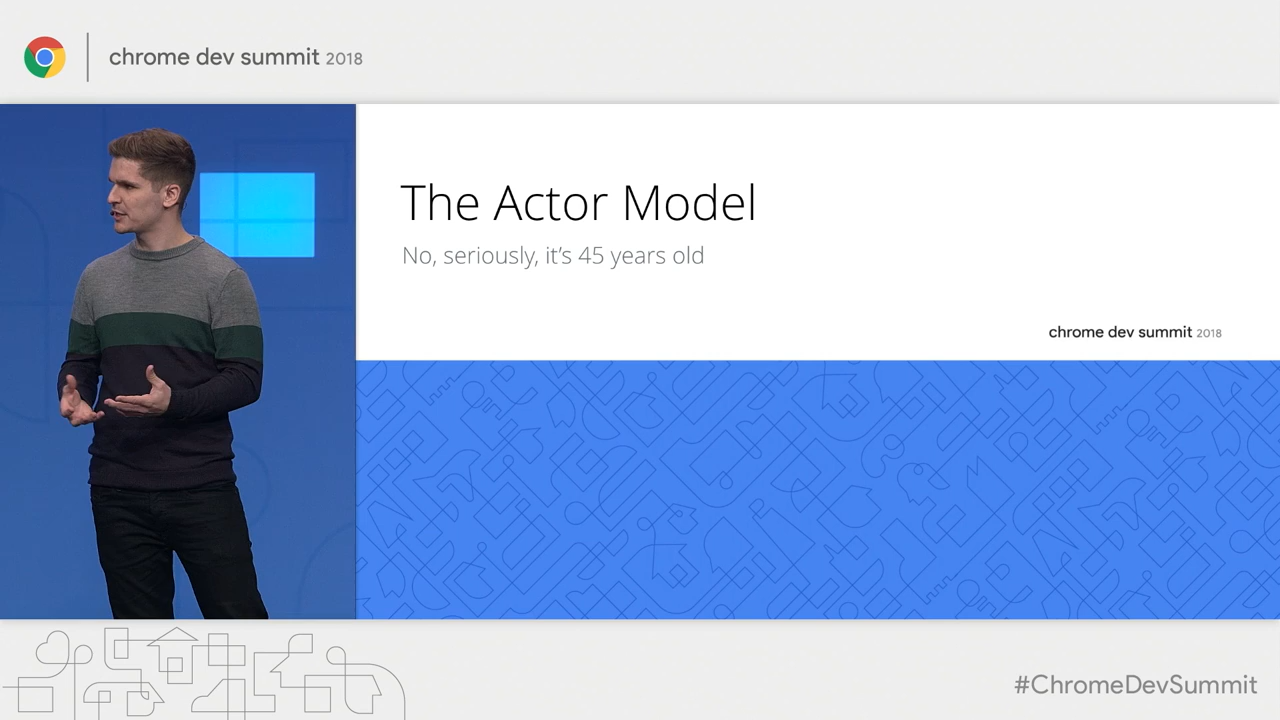 chrome dev summit 2018
The Actor Model
No, seriously, it's 45 years old
chrome dev summit 2018
#ChromeDevSummit